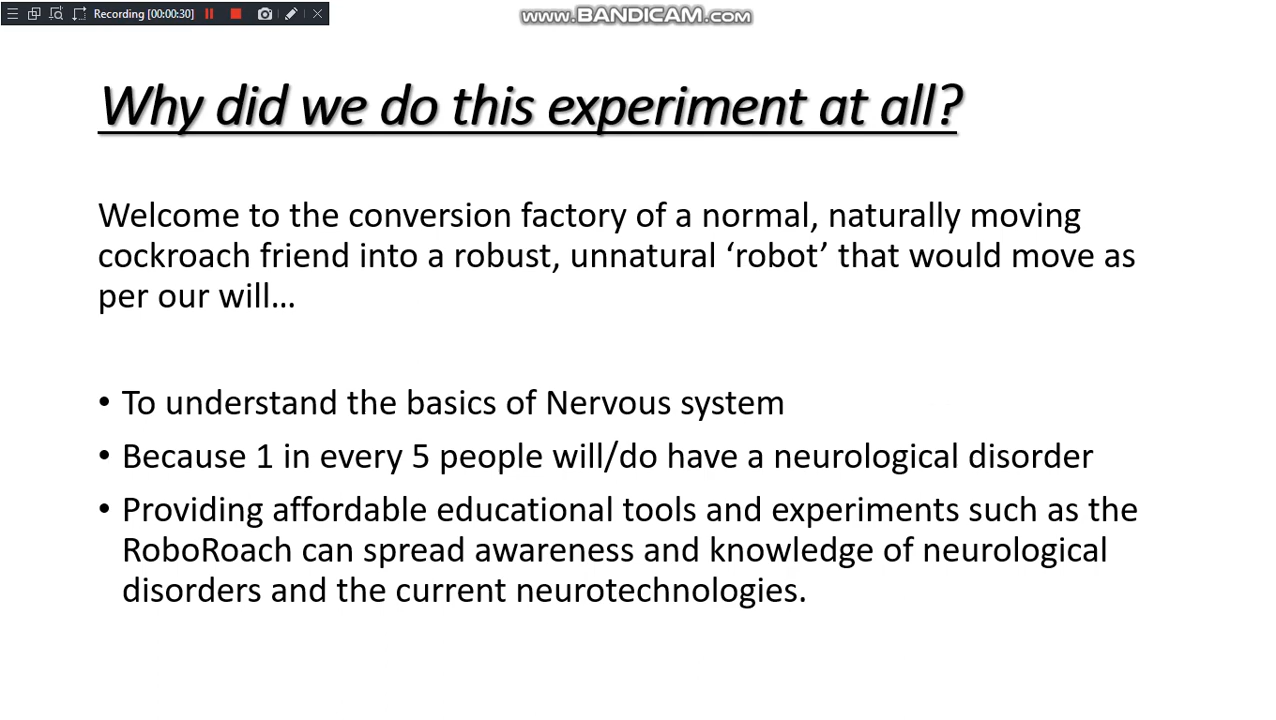 Recording [00:00:30]
www.BANDICAM.com
Why did we do this experiment at all?
Welcome to the conversion factory of a normal, naturally moving
cockroach friend into a robust, unnatural ‘robot’ that would move as
per our will…
• To understand the basics of Nervous system
• Because 1 in every 5 people will/do have a neurological disorder
• Providing affordable educational tools and experiments such as the
RoboRoach can spread awareness and knowledge of neurological
disorders and the current neurotechnologies.